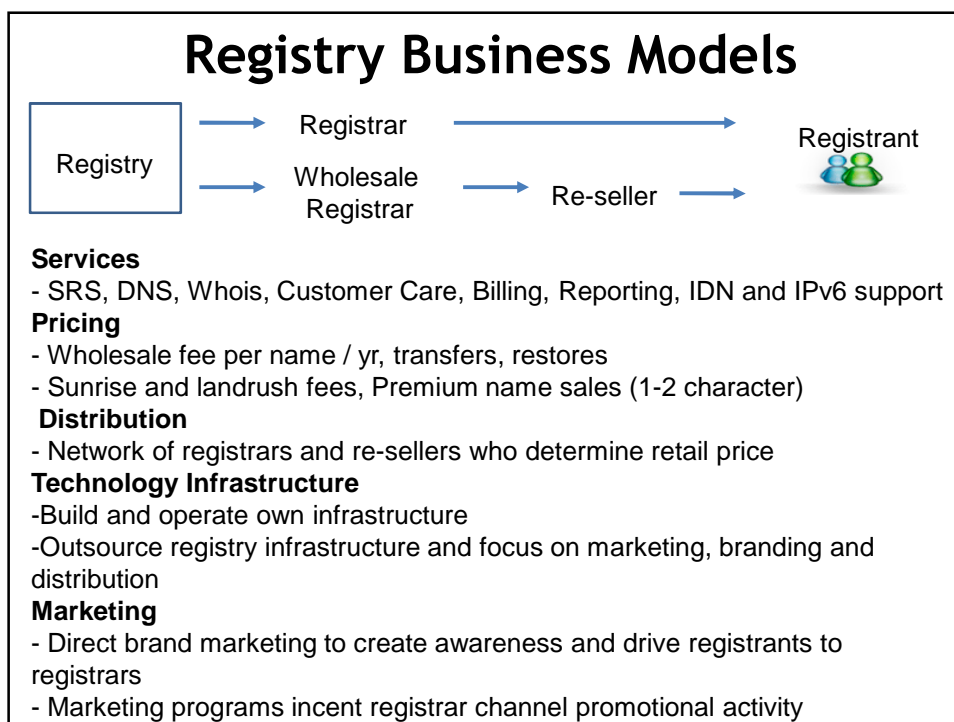 Registry Business Models
Registrar
Registrant
Registry
Wholesale
Registrar
Re-seller
Services
- SRS, DNS, Whois, Customer Care, Billing, Reporting, IDN and IPv6 support
Pricing
- Wholesale fee per name / yr, transfers, restores
- Sunrise and landrush fees, Premium name sales (1-2 character)
Distribution
- Network of registrars and re-sellers who determine retail price
Technology Infrastructure
-Build and operate own infrastructure
-Outsource registry infrastructure and focus on marketing, branding and
distribution
Marketing
- Direct brand marketing to create awareness and drive registrants to
registrars
- Marketing programs incent registrar channel promotional activity